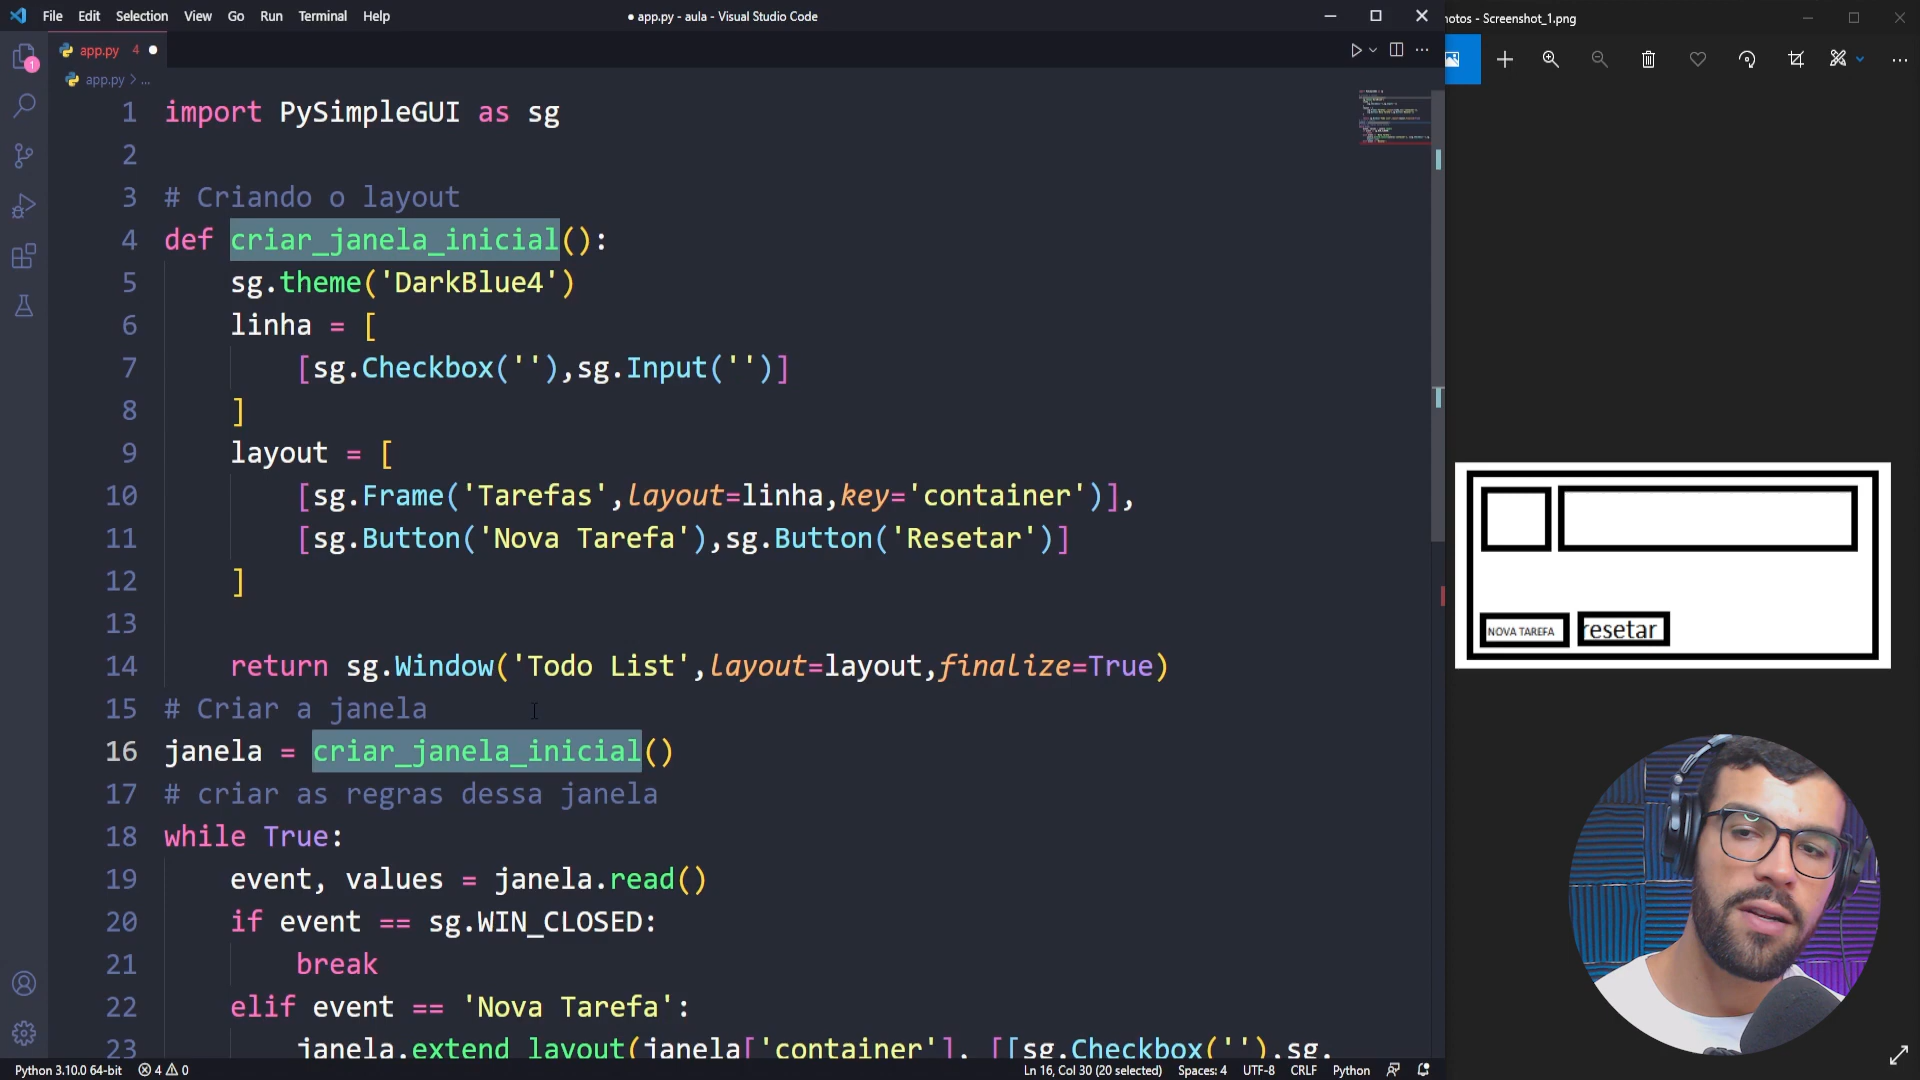 File Edit Selection View Go Run Terminal Help
● app.py - aula - Visual Studio Code
hotos - Screenshot_1.png
app.py 4 ●
app.py > ...
1 import PySimpleGUI as sg
2
3 # Criando o layout
4 def criar_janela_inicial():
5 sg.theme('DarkBlue4')
6 linha = [
7 [sg.Checkbox(''),sg.Input('')]
8 ]
9 layout = [
10 [sg.Frame('Tarefas',layout=linha,key='container')],
11 [sg.Button('Nova Tarefa'),sg.Button('Resetar')]
12 ]
13
14 return sg.Window('Todo List',layout=layout,finalize=True)
15 # Criar a janela
16 janela = criar_janela_inicial()
17 # criar as regras dessa janela
18 while True:
19 event, values = janela.read()
20 if event == sg.WIN_CLOSED:
21 break
22 elif event == 'Nova Tarefa':
23 janela.extend_layout(janela['container'], [[sg.Checkbox(''),sg.
NOVA TAREFA
resetar
1
Python 3.10.0 64-bit 4 0
Ln 16, Col 30 (20 selected) Spaces: 4 UTF-8 CRLF Python